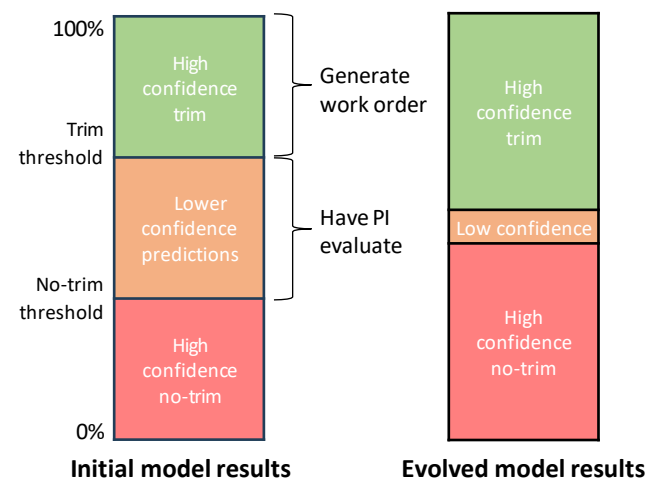 100%
High
confidence
trim
Trim
threshold
Lower
confidence
predictions
No-trim
threshold
High
confidence
no-trim
0%
Initial model results
Generate
work order
Have PI
evaluate
High
confidence
trim
Low confidence
High
confidence
no-trim
Evolved model results